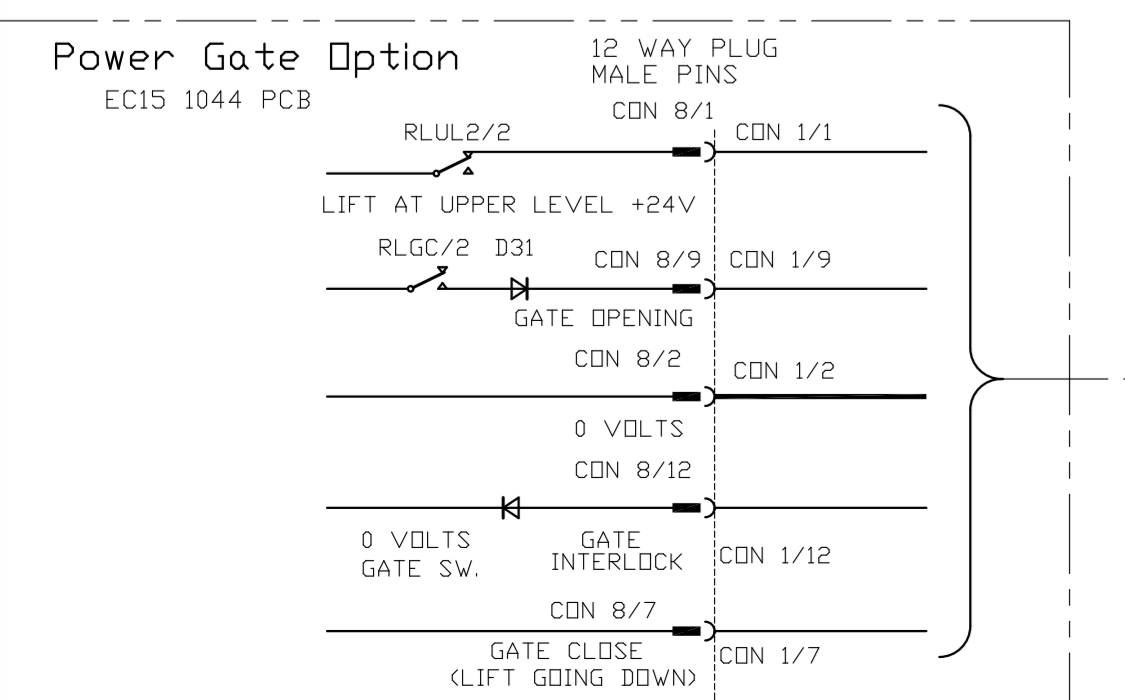 Power Gate Option
12 WAY PLUG
MALE PINS
EC15 1044 PCB
CON 8/1
RLUL2/2
CON 1/1
LIFT AT UPPER LEVEL +24V
RLGC/2 D31
CON 8/9 CON 1/9
GATE OPENING
CON 8/2
CON 1/2
0 VOLTS
CON 8/12
0 VOLTS
GATE SW.
GATE
INTERLOCK
CON 1/12
CON 8/7
GATE CLOSE
(LIFT GOING DOWN)
CON 1/7